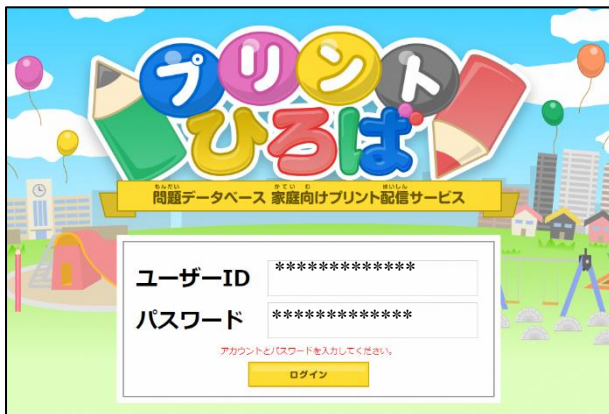 プリント
ひろば
問題データベース 家庭向けプリント配信サービス
ユーザーID
*************
パスワード
*************
アカウントとパスワードを入力してください。
ログイン